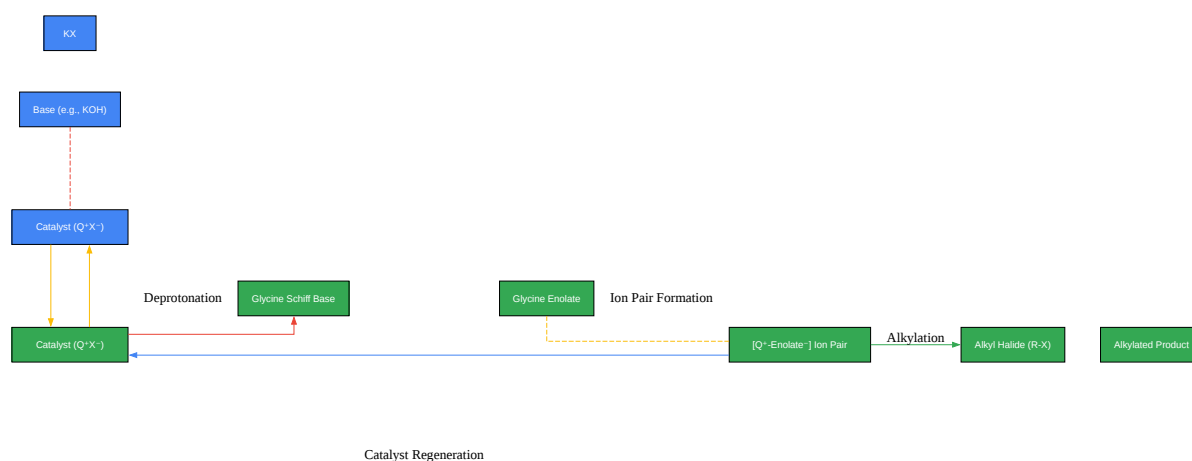 KX
Base (e.g., KOH)
Catalyst (Q⁺X⁻)
Deprotonation
Glycine Schiff Base
Glycine Enolate
Ion Pair Formation
Catalyst (Q⁺X⁻)
[Q⁺-Enolate⁻] Ion Pair
Alkylation
Alkyl Halide (R-X)
Alkylated Product
Catalyst Regeneration